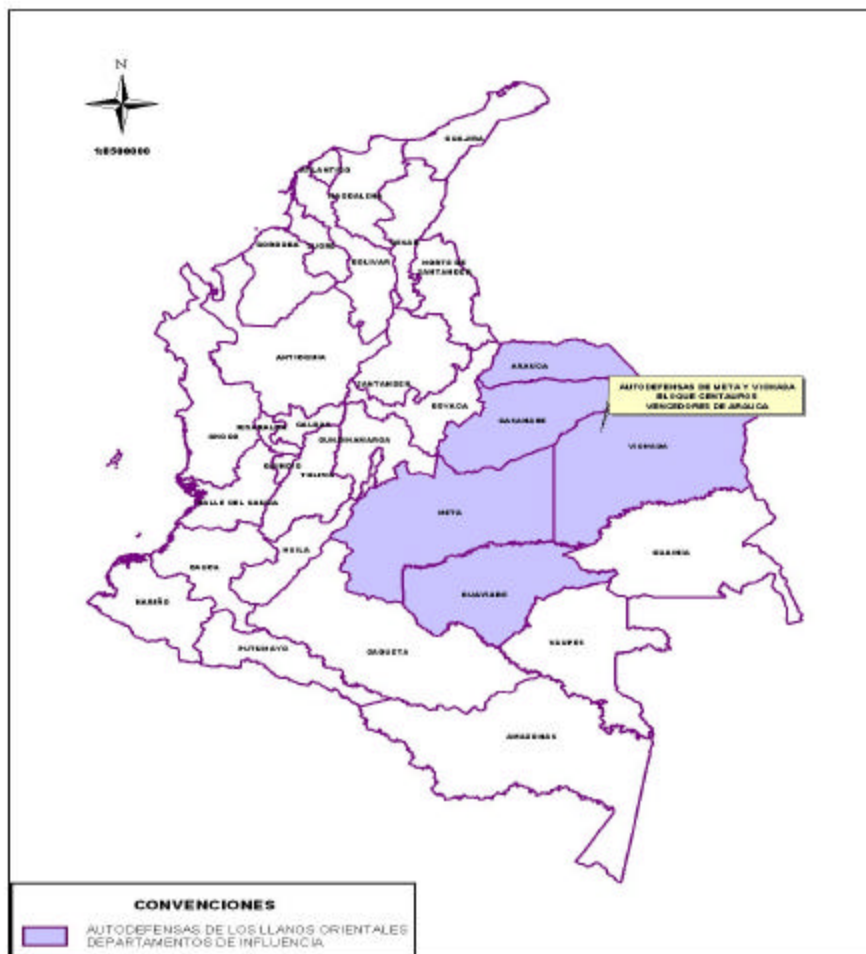 N
1:8500000
GUAJIRA
ATLANTICO
MAGDALENA
CESAR
CORDOBA
SUCRE
BOLIVAR
NORTE DE
SANTANDER
ANTIOQUIA
ARAUCA
SANTANDER
AUTODEFENSAS DE META Y VICHADA
BLOQUE CENTAUROS
VENCEDORES DE ARAUCA
BOYACA
CASANARE
CHOCO
RISARALDA
CALDAS
CUNDINAMARCA
VICHADA
QUINDIO
TOLIMA
VALLE DEL CAUCA
META
HUILA
GUAINIA
CAUCA
NARIÑO
GUAVIARE
PUTUMAYO
CAQUETA
VAUPES
AMAZONAS
CONVENCIONES
AUTODEFENSAS DE LOS LLANOS ORIENTALES
DEPARTAMENTOS DE INFLUENCIA